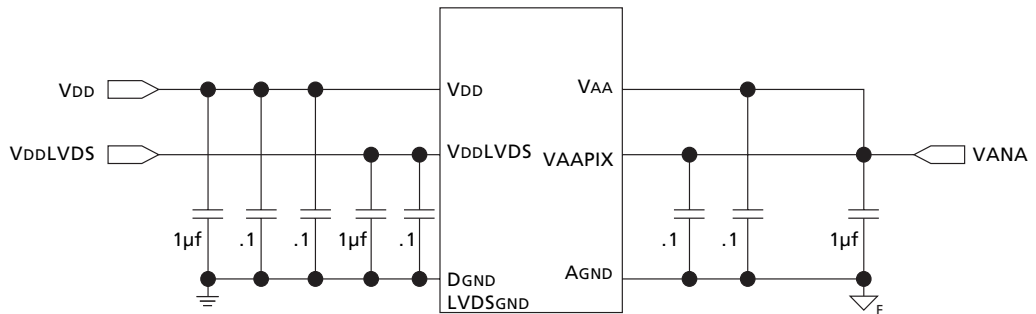 VDD
VDD
VAA
VDDLVDS
VDDLVDS
VAAPIX
VANA
1µf
.1
.1
1µf
.1
.1
.1
1µf
DGND
AGND
LVDSGND